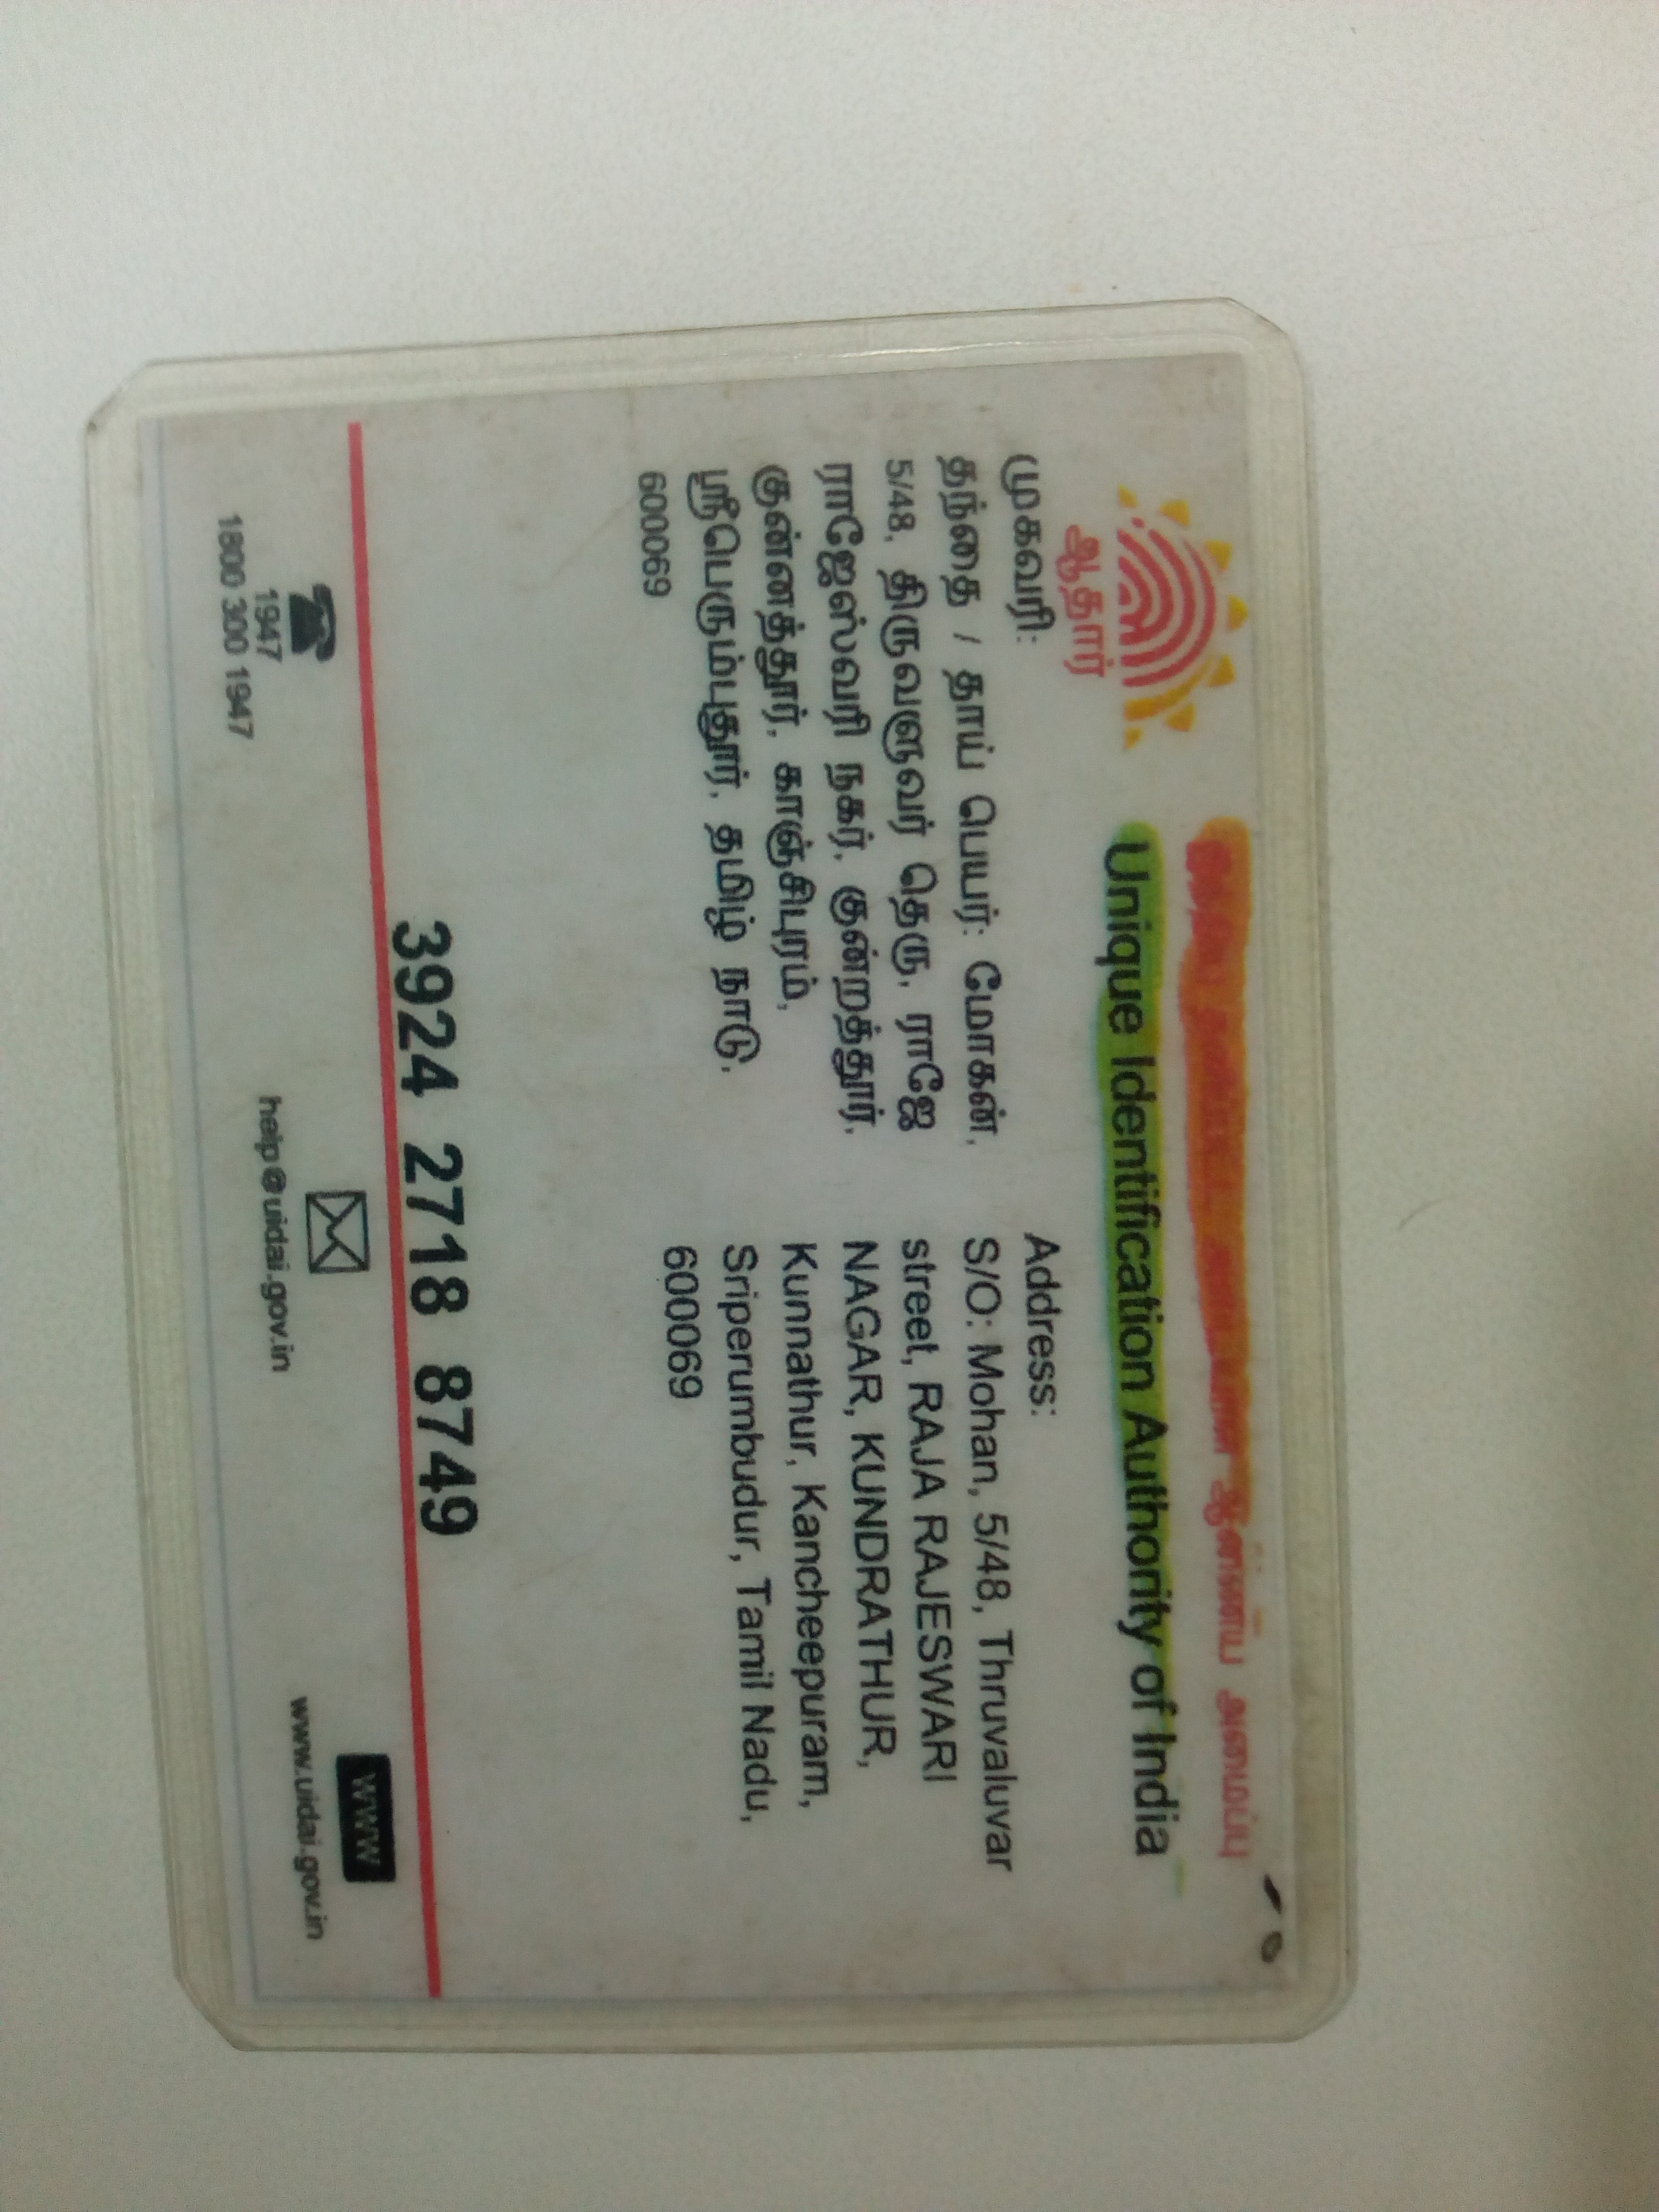 ஆதார்
ஆணைய அமைப்பு
Unique Identification Authority of India
முகவரி:
தந்தை / தாய் பெயர்: மோகன்,
5/48, திருவளுவர் தெரு, ராஜ
ராஜேஸ்வரி நகர், குன்றத்தூர்,
குன்னத்தூர், காஞ்சிபுரம்,
ஸ்ரீபெரும்புதூர், தமிழ் நாடு,
600069
Address:
S/O: Mohan, 5/48, Thruvaluvar
street, RAJA RAJESWARI
NAGAR, KUNDRATHUR,
Kunnathur, Kancheepuram,
Sriperumbudur, Tamil Nadu,
600069
3924 2718 8749
1947
1800 300 1947
help@uidai.gov.in
www
www.uidai.gov.in